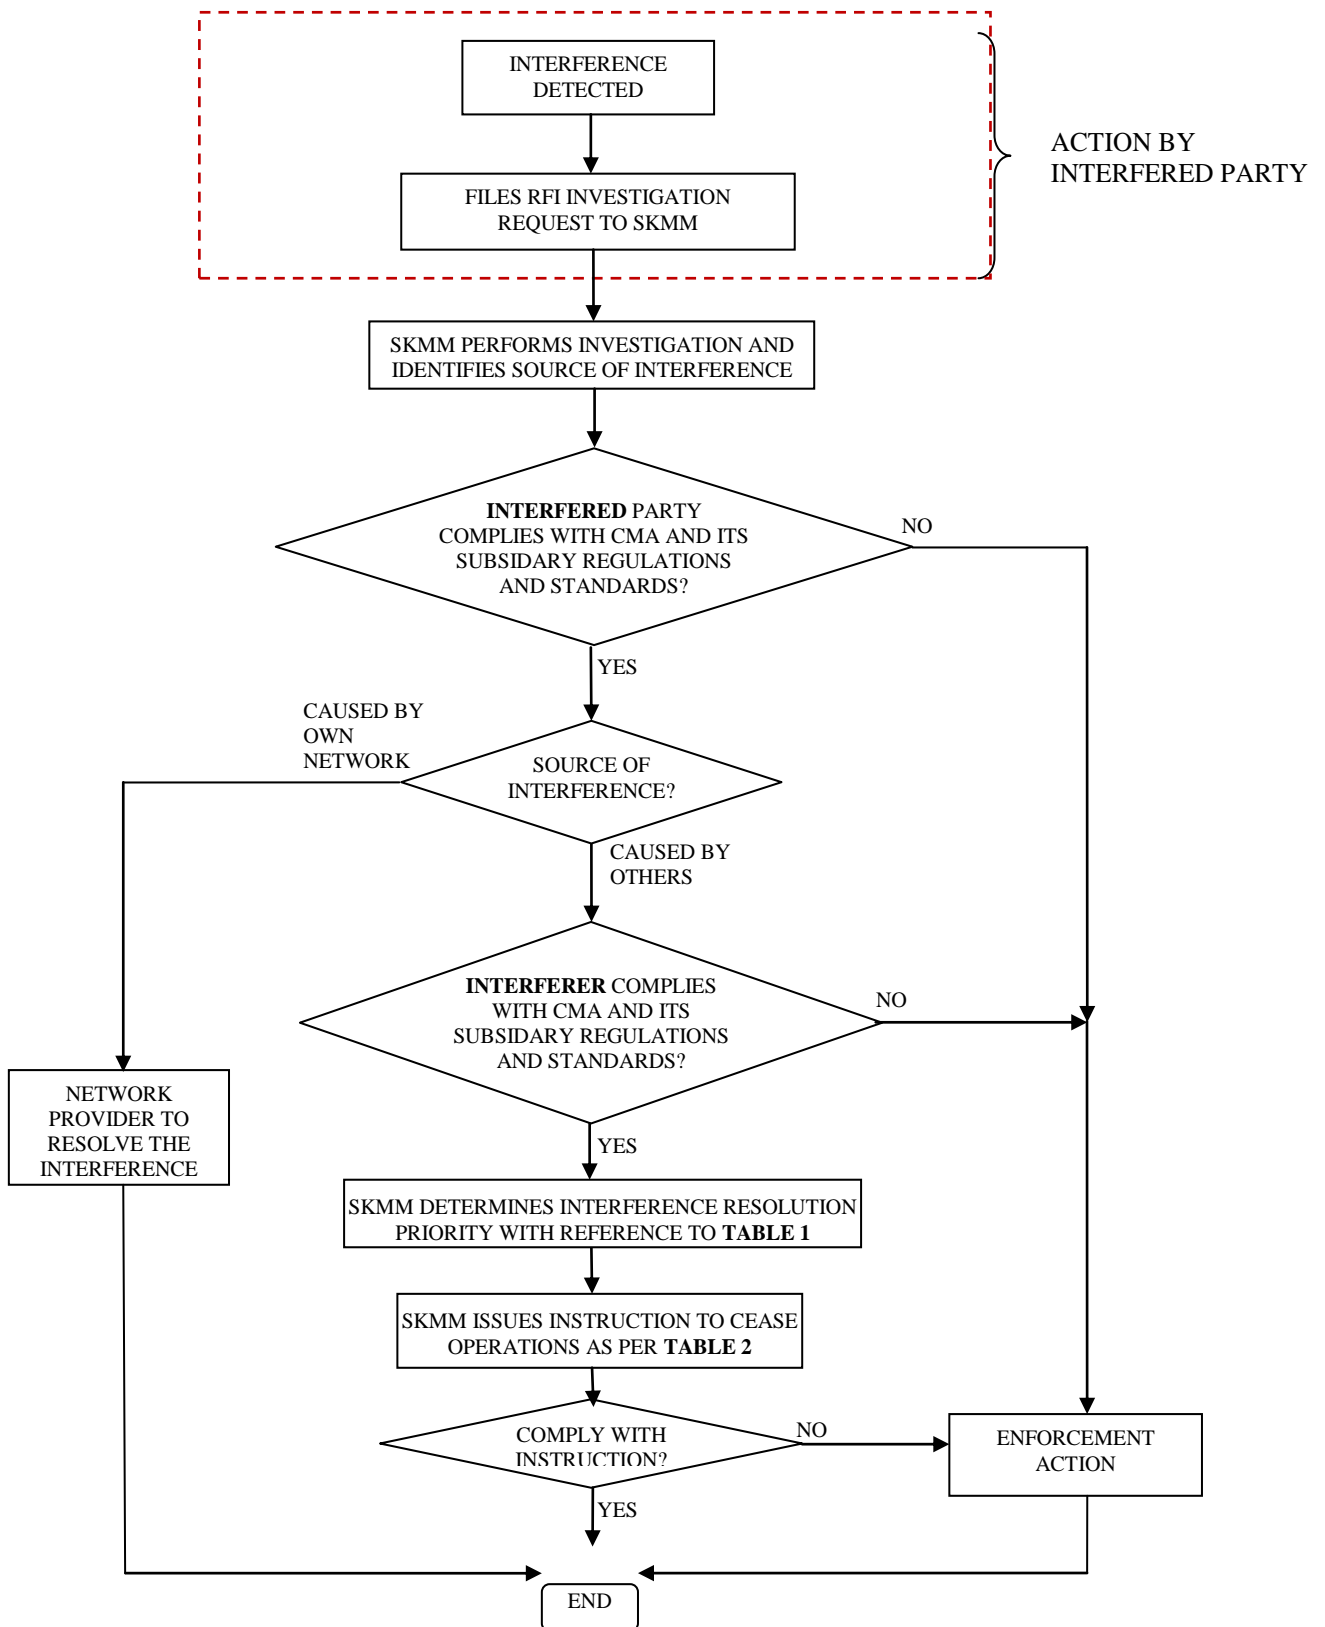 INTERFERENCE
DETECTED
ACTION BY
INTERFERED PARTY
FILES RFI INVESTIGATION
REQUEST TO SKMM
SKMM PERFORMS INVESTIGATION AND
IDENTIFIES SOURCE OF INTERFERENCE
INTERFERED PARTY
COMPLIES WITH CMA AND ITS
SUBSIDARY REGULATIONS
AND STANDARDS?
NO
YES
CAUSED BY
OWN
NETWORK
SOURCE OF
INTERFERENCE?
CAUSED BY
OTHERS
INTERFERER COMPLIES
WITH CMA AND ITS
SUBSIDARY REGULATIONS
AND STANDARDS?
NO
NETWORK
PROVIDER TO
RESOLVE THE
INTERFERENCE
YES
SKMM DETERMINES INTERFERENCE RESOLUTION
PRIORITY WITH REFERENCE TO TABLE 1
SKMM ISSUES INSTRUCTION TO CEASE
OPERATIONS AS PER TABLE 2
COMPLY WITH
INSTRUCTION?
NO
ENFORCEMENT
ACTION
YES
END